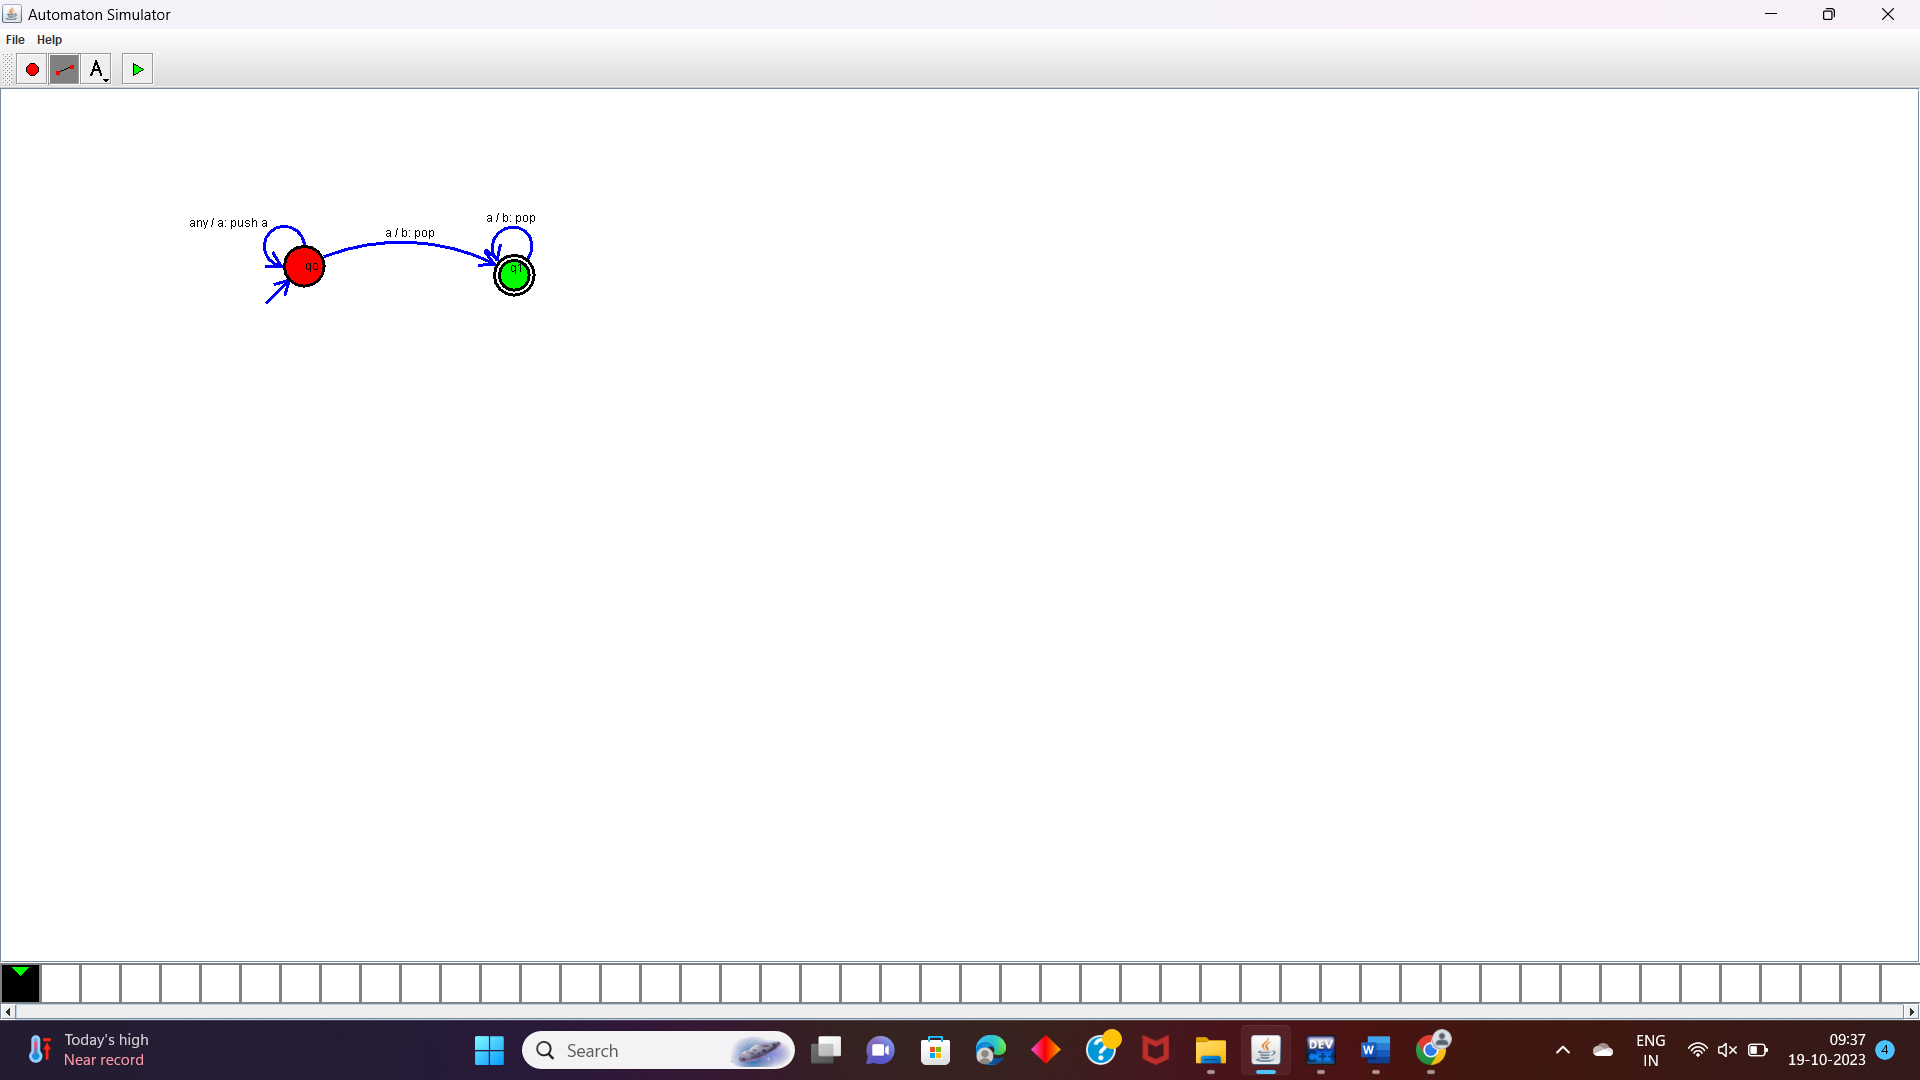 Automaton Simulator
File Help
A
any / a: push a
a / b: pop
a / b: pop
q0
q1
Today's high
Near record
Search
DEV
C++
W
ENG
IN
09:37
19-10-2023
4